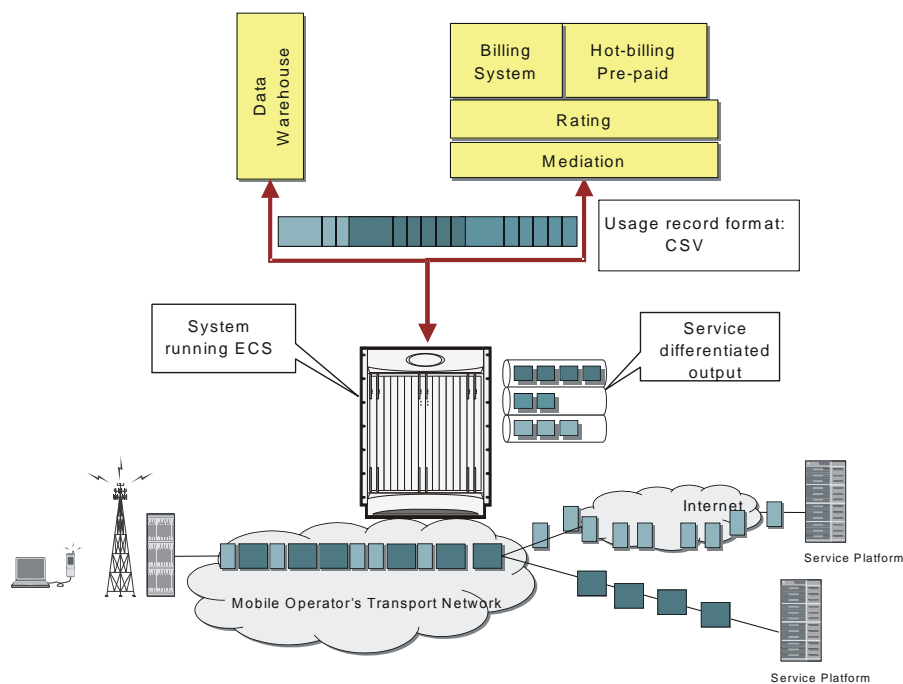 Data
Warehouse
Billing
System
Hot-billing
Pre-paid
Rating
Mediation
Usage record format:
CSV
System
running ECS
Service
differentiated
output
Internet
Service Platform
Mobile Operator's Transport Network
Service Platform